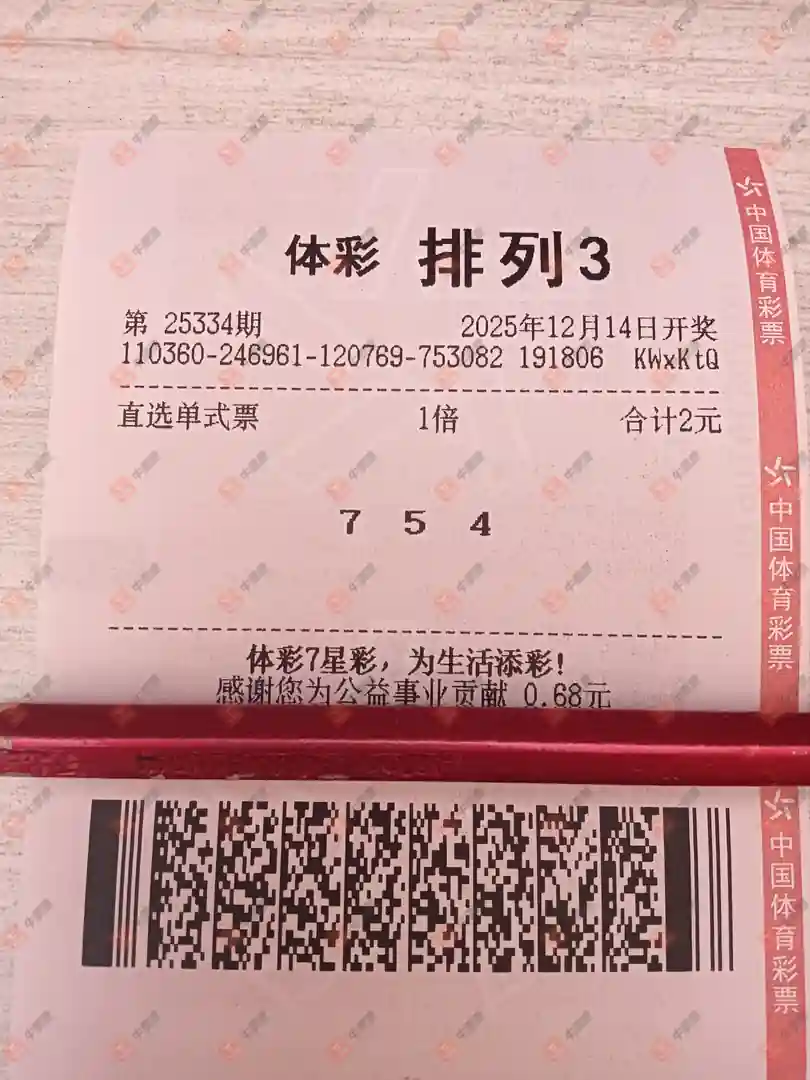 体彩 排列3
第 25334期 2025年12月14日开奖
110360-246961-120769-753082 191806 KWxKtQ
直选单式票 1倍 合计2元
7 5 4
体彩7星彩，为生活添彩！
感谢您为公益事业贡献 0.68元
中国体育彩票
中国体育彩票
中国体育彩票